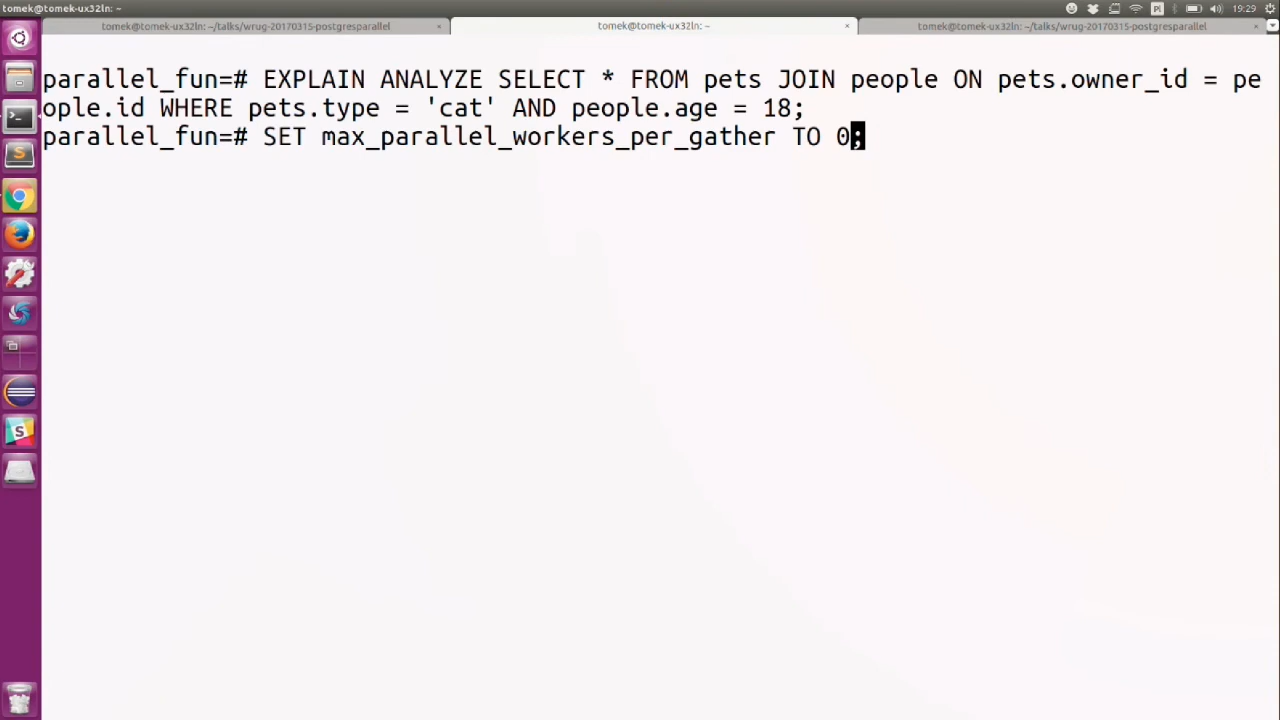 tomek@tomek-ux32ln: ~
Pl
19:29
tomek@tomek-ux32ln: ~/talks/wrug-20170315-postgresparallel
tomek@tomek-ux32ln: ~
tomek@tomek-ux32ln: ~/talks/wrug-20170315-postgresparallel
parallel_fun=# EXPLAIN ANALYZE SELECT * FROM pets JOIN people ON pets.owner_id = pe
ople.id WHERE pets.type = 'cat' AND people.age = 18;
parallel_fun=# SET max_parallel_workers_per_gather TO 0;